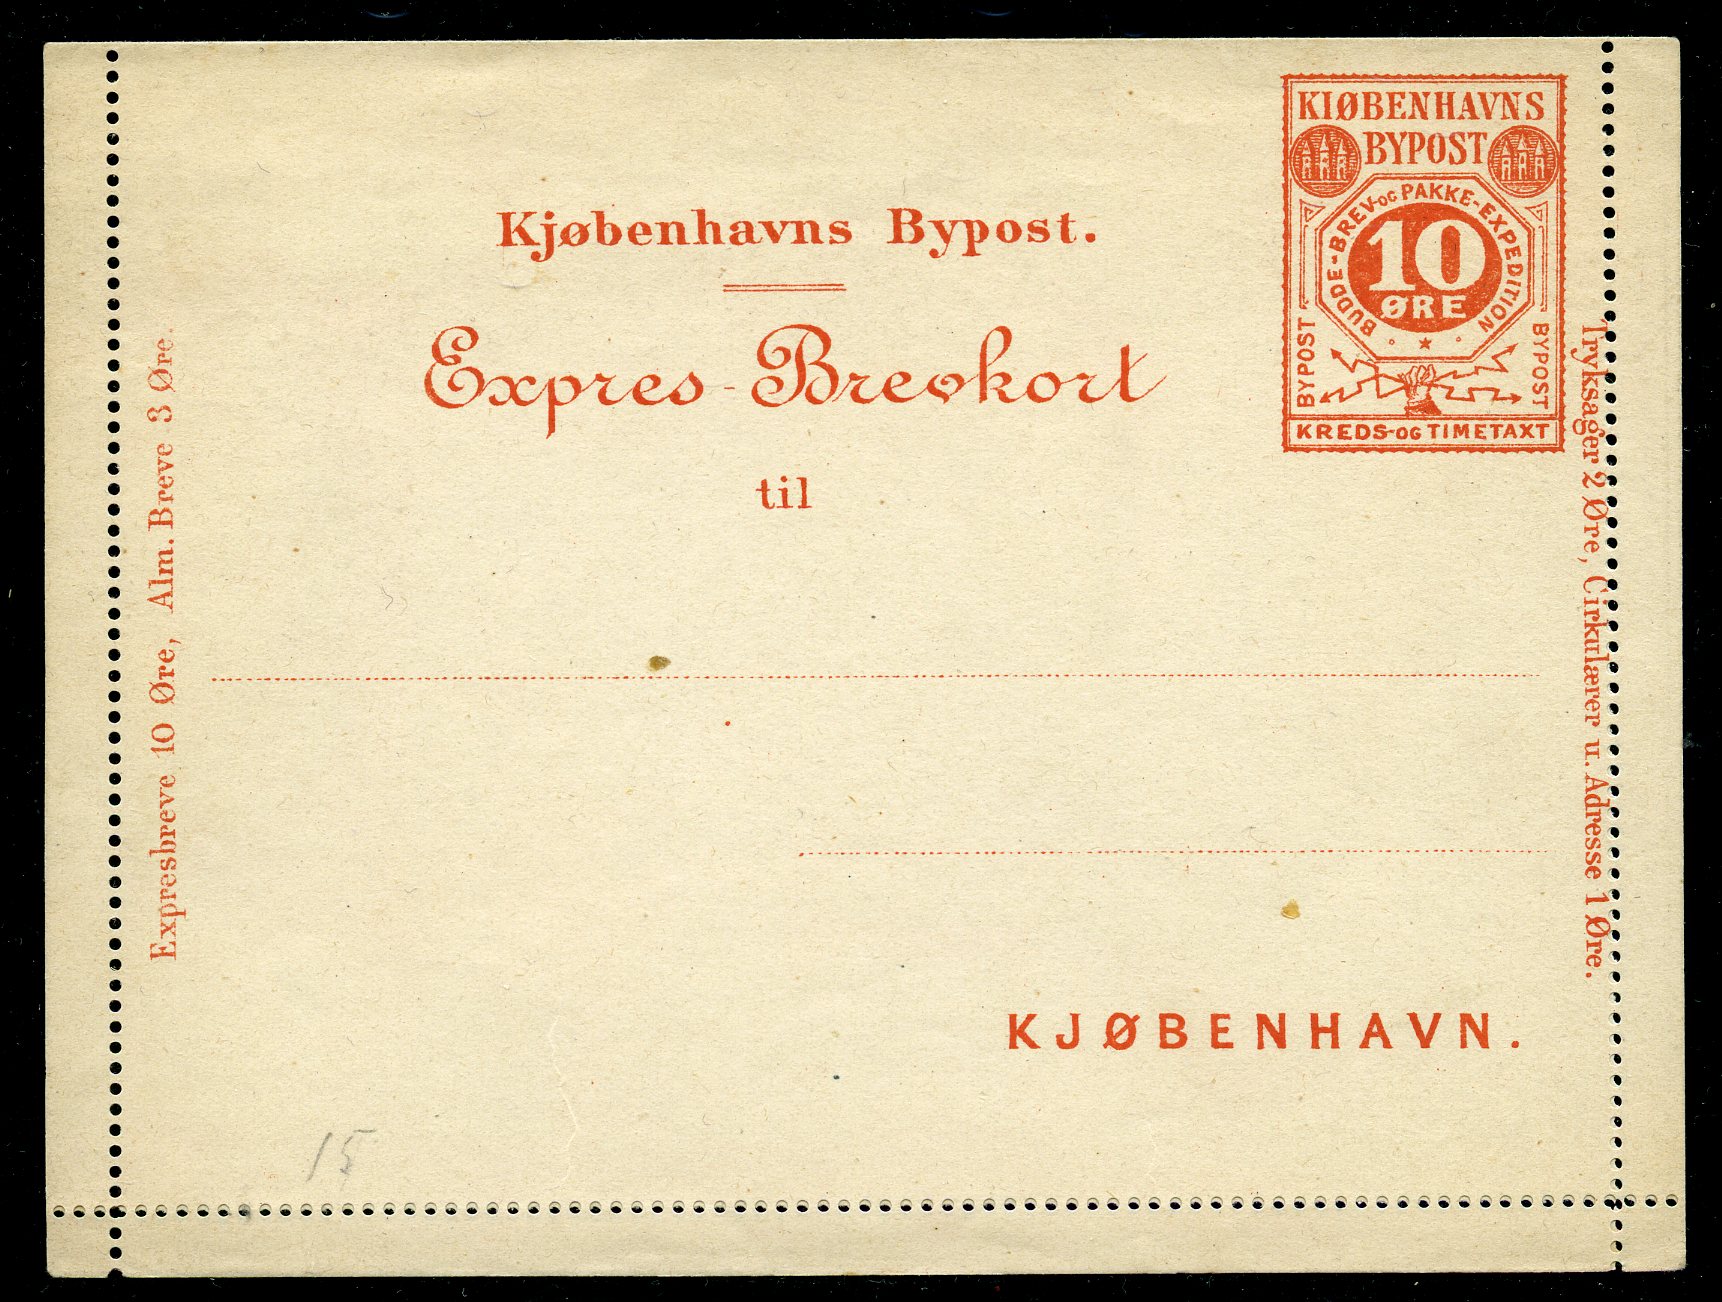 KIØBENHAVNS
BYPOST
BUDDE-BREV-OG PAKKE-EXPEDITION
10
ØRE
BYPOST
BYPOST
KREDS-OG TIMETAXT
Kjøbenhavns Bypost.
Expres-Brevkort
til
KJØBENHAVN.
Expresbreve 10 Øre, Alm. Breve 3 Øre.
Tryksager 2 Øre, Cirkulærer u. Adresse 1 Øre.
15